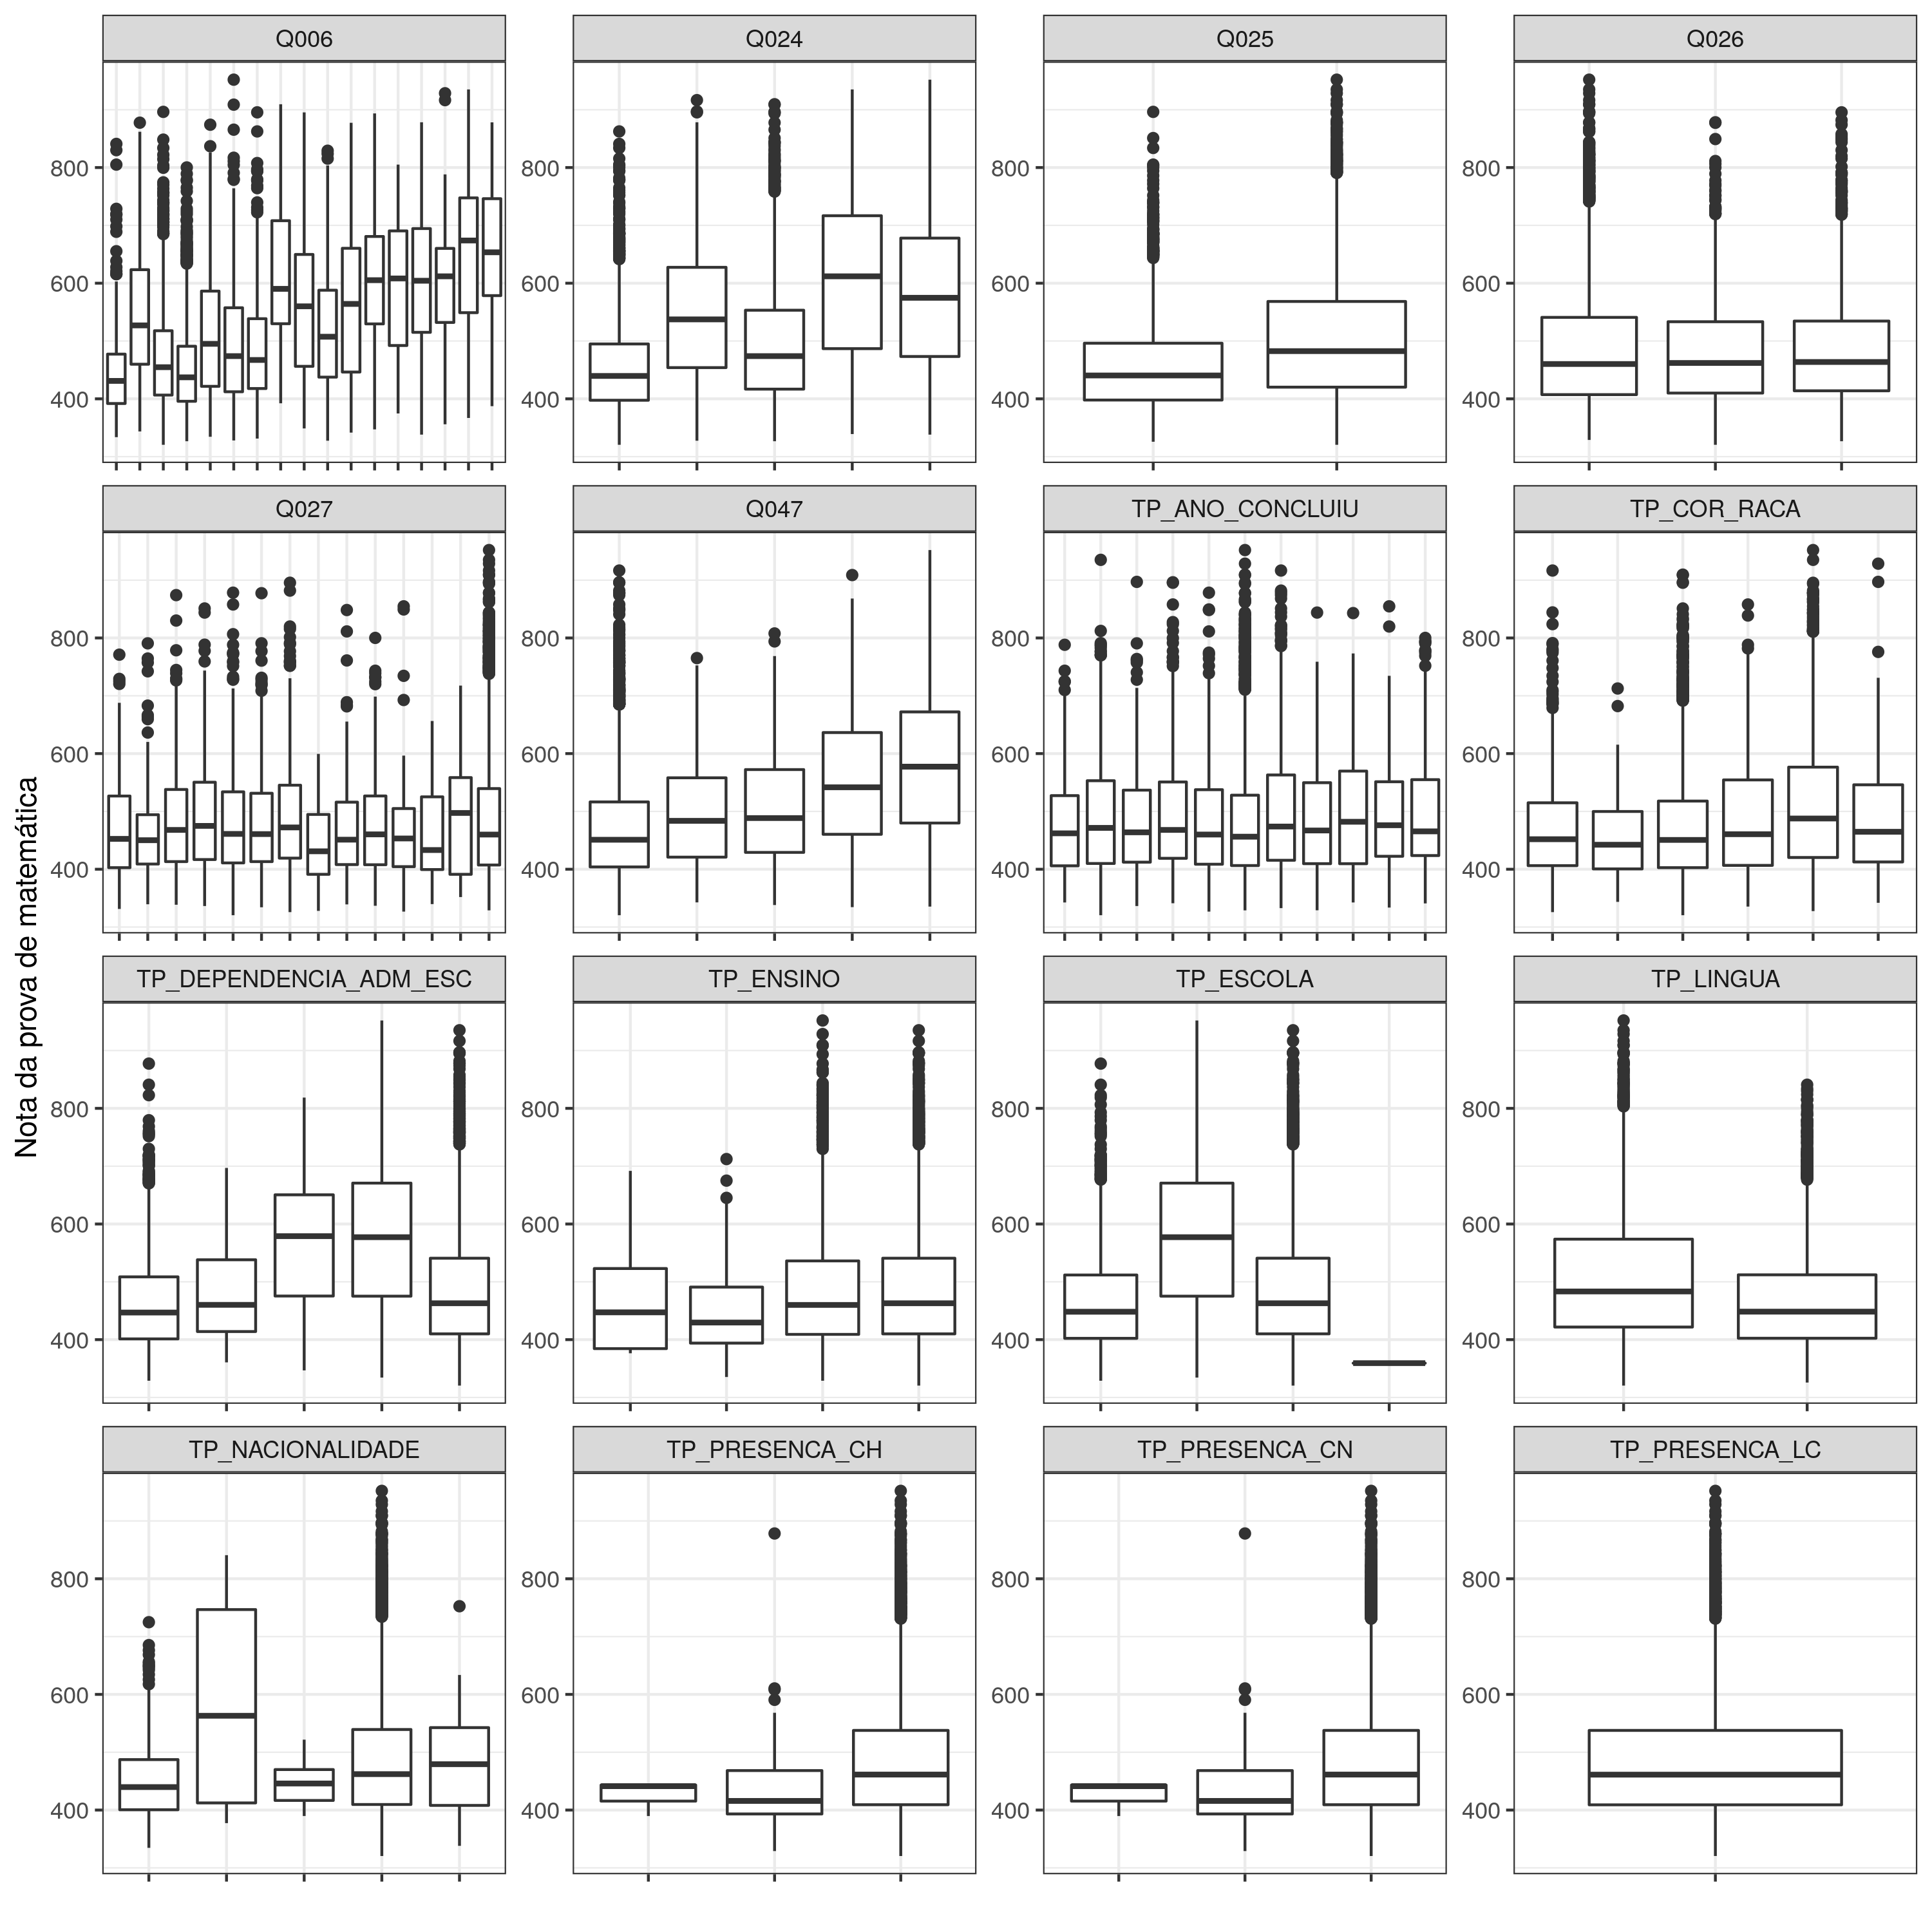 Q006 Q024 Q025 Q026
800 800 800 800
600 600 600 600
400 400 400 400
Q027 Q047 TP_ANO_CONCLUIU TP_COR_RACA
800 800 800 800
600 600 600 600
400 400 400 400
Nota da prova de matemática
TP_DEPENDENCIA_ADM_ESC TP_ENSINO TP_ESCOLA TP_LINGUA
800 800 800 800
600 600 600 600
400 400 400 400
TP_NACIONALIDADE TP_PRESENCA_CH TP_PRESENCA_CN TP_PRESENCA_LC
800 800 800 800
600 600 600 600
400 400 400 400